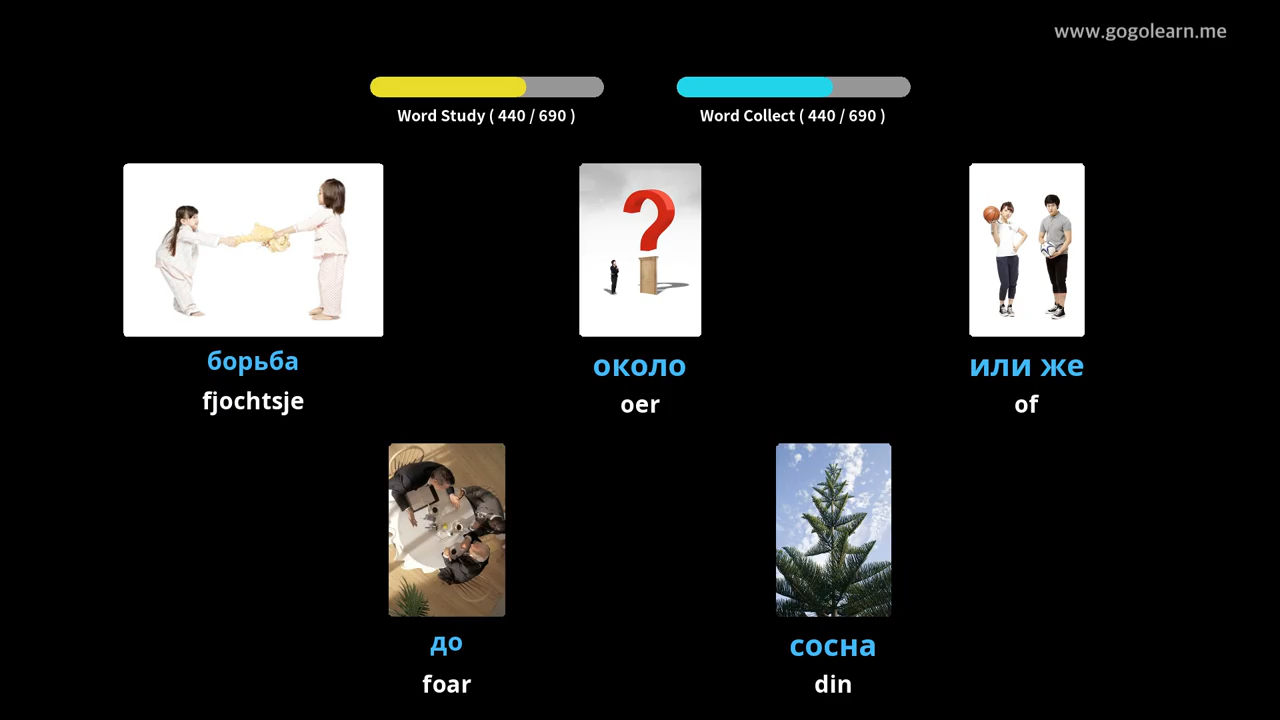 www.gogolearn.me
Word Study ( 440 / 690 )
Word Collect ( 440 / 690 )
борьба
fjochtsje
около
oer
или же
of
до
foar
сосна
din